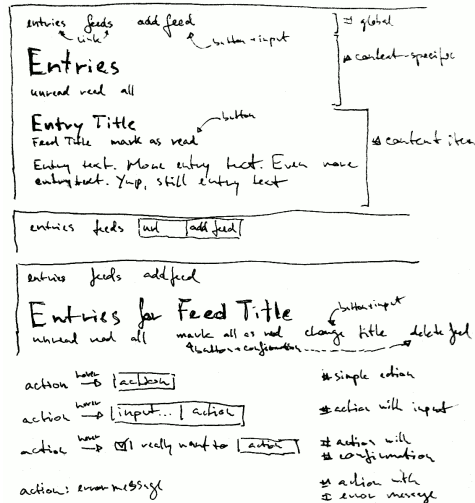 entries feeds add feed # global
link button + input
Entries # context-specific
unread read all
Entry Title button
Feed Title mark as read # content item
Entry text. More entry text. Even more
entry text. Yup, still entry text
entries feeds url add feed
entries feeds add feed
Entries for Feed Title button+input
unread read all mark all as read change title delete feed
button+confirmation
action hover action # simple action
action hover input... action # action with input
action hover I really want to action # action with
# confirmation
action: error message # action with
# error message